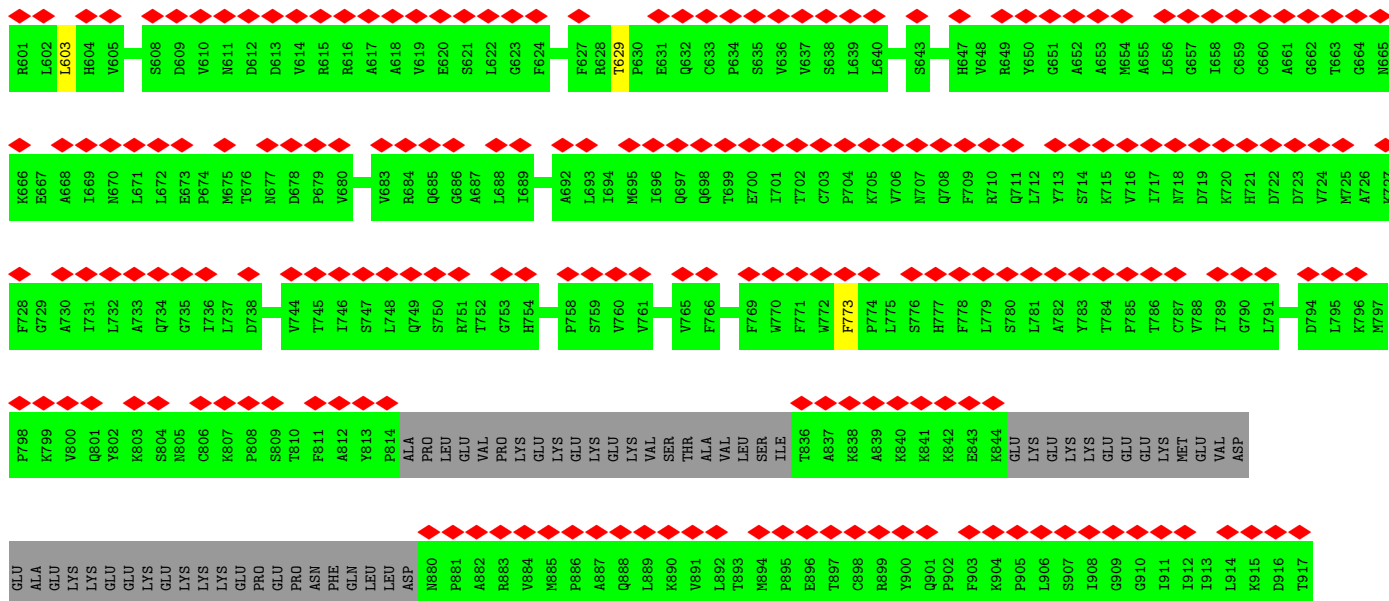 R601 L602 L603 H604 V605 S608 D609 V610 N611 D612 D613 V614 R615 R616 A617 A618 V619 E620 S621 L622 G623 F624 F627 R628 T629 P630 E631 Q632 C633 P634 S635 V636 V637 S638 L639 L640 S643 H647 V648 R649 Y650 G651 A652 A653 M654 A655 L656 G657 I658 C659 C660 A661 G662 T663 G664 N665
K666 E667 A668 I669 N670 L671 L672 E673 P674 M675 T676 N677 D678 P679 V680 V683 R684 Q685 G686 A687 L688 I689 A692 L693 I694 M695 I696 Q697 Q698 T699 E700 I701 T702 C703 P704 K705 V706 N707 Q708 F709 R710 Q711 L712 Y713 S714 K715 V716 I717 N718 D719 K720 H721 D722 D723 V724 M725 A726 K727
F728 G729 A730 I731 L732 A733 Q734 G735 I736 L737 D738 V744 T745 I746 S747 L748 Q749 S750 R751 T752 G753 H754 P758 S759 V760 V761 V765 F766 F769 W770 F771 W772 F773 P774 L775 S776 H777 F778 L779 S780 L781 A782 Y783 T784 P785 T786 C787 V788 I789 G790 L791 D794 L795 K796 M797
P798 K799 V800 Q801 Y802 K803 S804 N805 C806 K807 P808 S809 T810 F811 A812 Y813 P814 ALA PRO LEU GLU VAL PRO LYS GLU LYS GLU LYS GLU LYS VAL SER THR ALA VAL LEU SER ILE T836 A837 K838 A839 K840 K841 K842 E843 K844 GLU LYS GLU LYS LYS GLU GLU GLU LYS MET GLU VAL ASP
GLU ALA GLU LYS LYS GLU GLU LYS GLU LYS LYS LYS GLU PRO GLU PRO ASN PHE GLN LEU LEU ASP N880 P881 A882 R883 V884 M885 P886 A887 Q888 L889 K890 V891 L892 T893 M894 P895 E896 T897 C898 R899 Y900 Q901 P902 F903 K904 P905 L906 S907 I908 G909 G910 I911 I912 I913 L914 K915 D916 T917